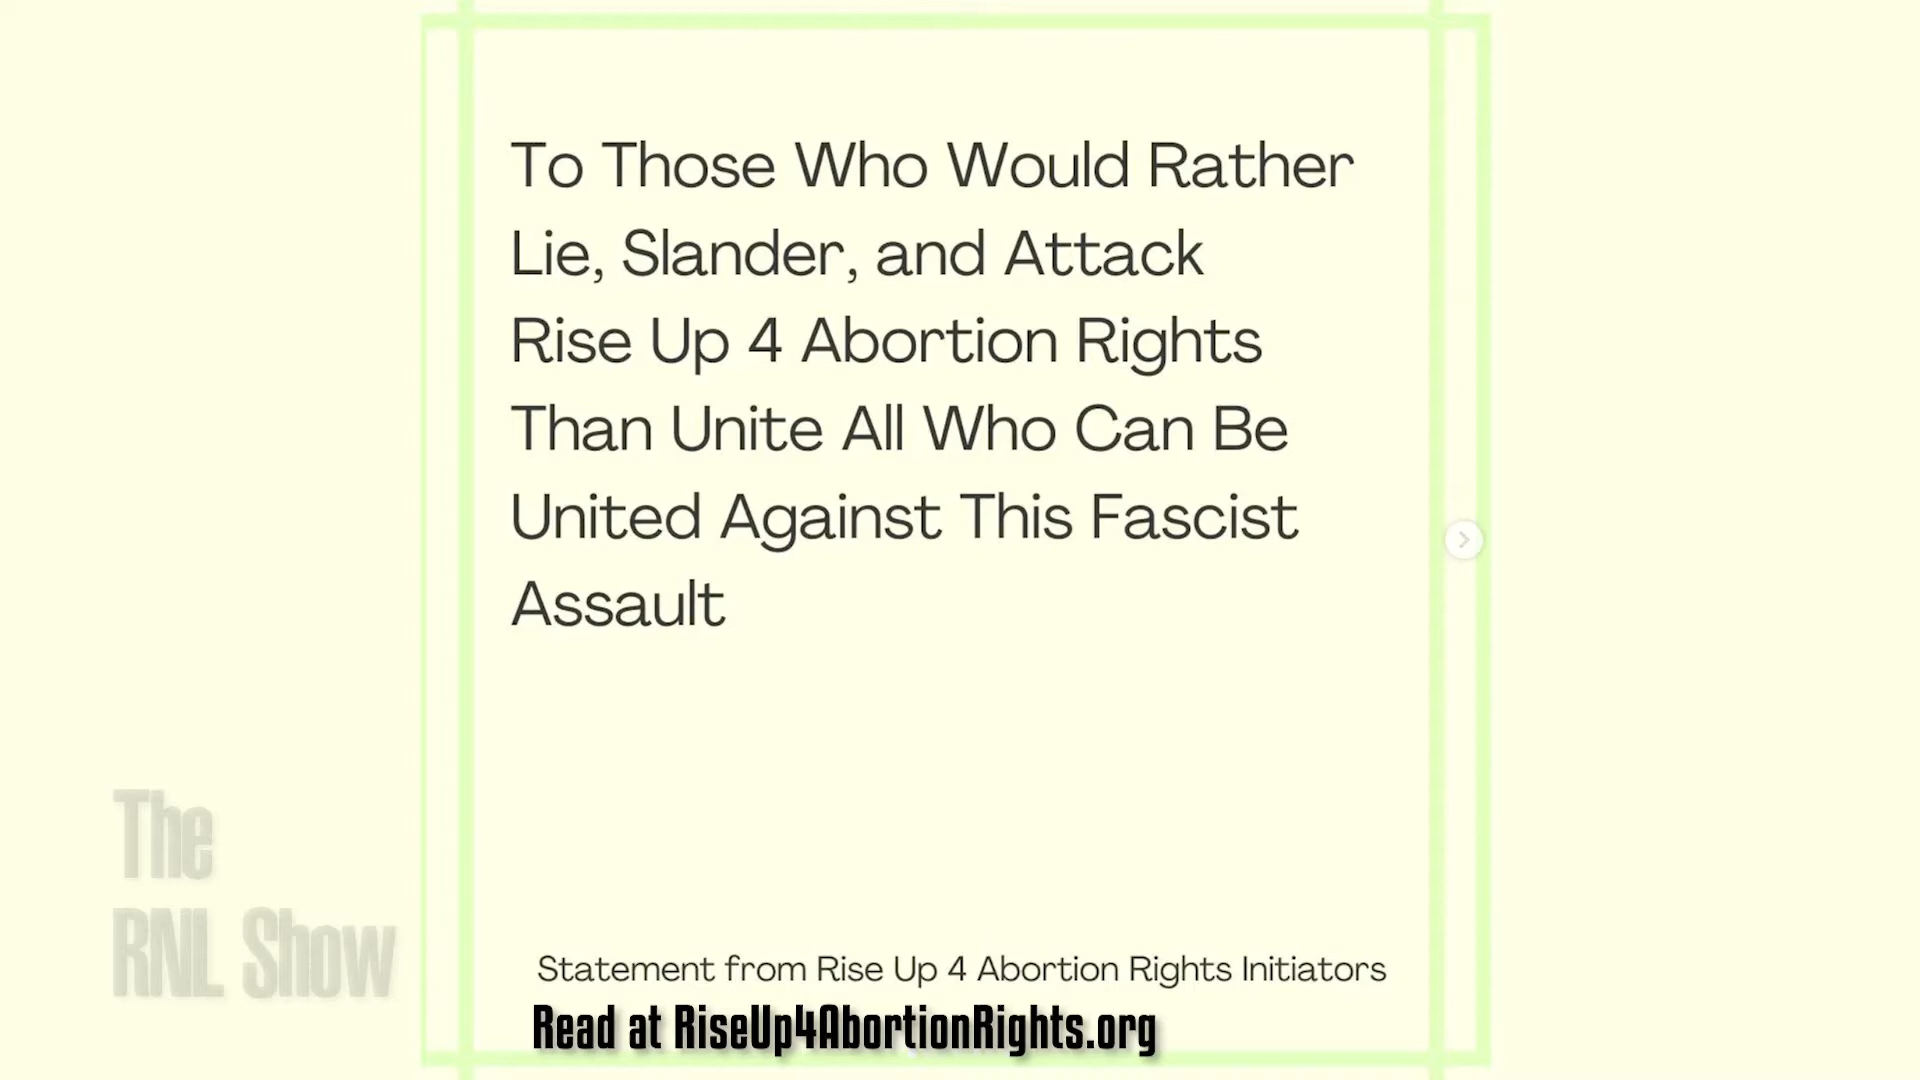 To Those Who Would Rather
Lie, Slander, and Attack
Rise Up 4 Abortion Rights
Than Unite All Who Can Be
United Against This Fascist
Assault
The
RNL Show
Statement from Rise Up 4 Abortion Rights Initiators
Read at RiseUp4AbortionRights.org